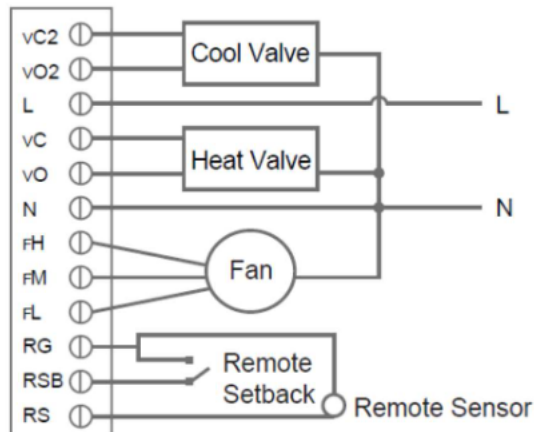 vC2
Cool Valve
vO2
L
L
vC
Heat Valve
vO
N
N
fH
Fan
fM
fL
RG
Remote
Setback
RSB
RS
Remote Sensor